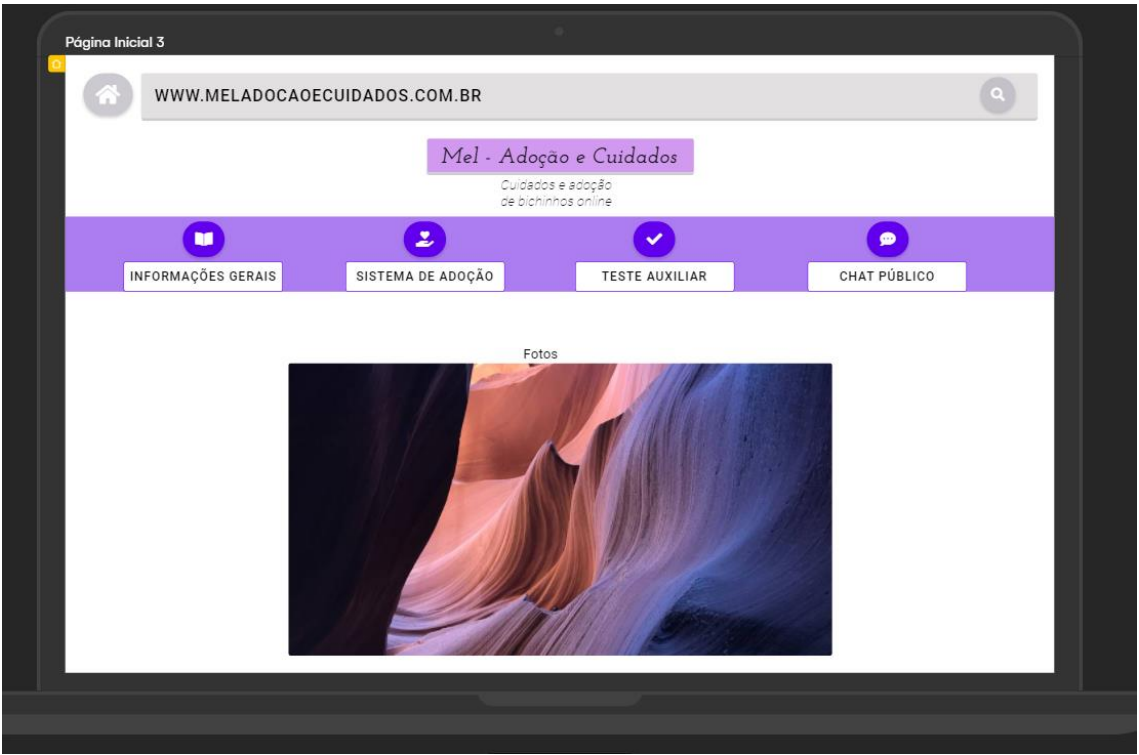 Página Inicial 3
WWW.MELADOCAOECUIDADOS.COM.BR
Mel - Adoção e Cuidados
Cuidados e adoção
de bichinhos online
INFORMAÇÕES GERAIS
SISTEMA DE ADOÇÃO
TESTE AUXILIAR
CHAT PÚBLICO
Fotos